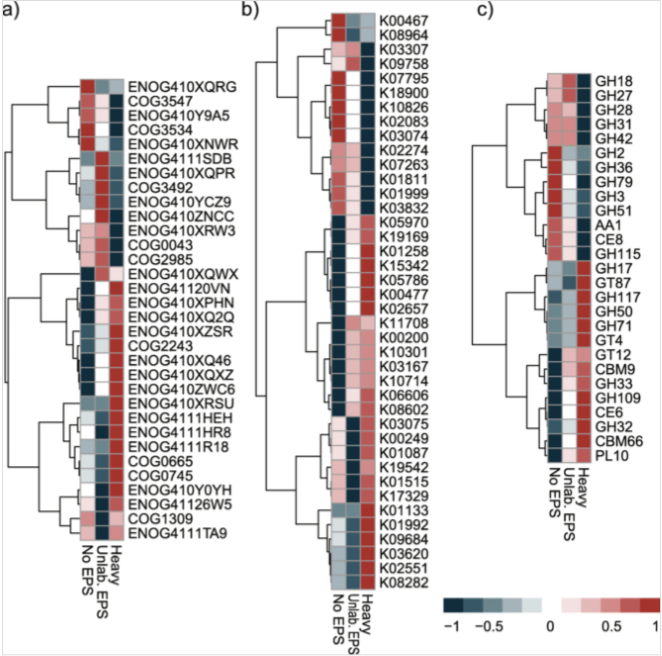 a)
ENOG410XQRG
COG3547
ENOG410Y9A5
COG3534
ENOG410XNWR
ENOG4111SDB
ENOG410XQPR
COG3492
ENOG410YCZ9
ENOG410ZNCC
ENOG410XRW3
COG0043
COG2985
ENOG410XQWX
ENOG41120VN
ENOG410XPHN
ENOG410XQ2Q
ENOG410XZSR
COG2243
ENOG410XQ46
ENOG410XQXZ
ENOG410ZWC6
ENOG410XRSU
ENOG4111HEH
ENOG4111HR8
ENOG4111R18
COG0665
COG0745
ENOG410Y0YH
ENOG41126W5
COG1309
ENOG4111TA9
No EPS
Unlab. EPS
Heavy
b)
K00467
K08964
K03307
K09758
K07795
K18900
K10826
K02083
K03074
K02274
K07263
K01811
K01999
K03832
K05970
K19169
K01258
K15342
K05786
K00477
K02657
K11708
K00200
K10301
K03167
K10714
K06606
K08602
K03075
K00249
K01087
K19542
K01515
K17329
K01133
K01992
K09684
K03620
K02551
K08282
No EPS
Unlab. EPS
Heavy
c)
GH18
GH27
GH28
GH31
GH42
GH2
GH36
GH79
GH3
GH51
AA1
CE8
GH115
GH17
GT87
GH117
GH50
GH71
GT4
GT12
CBM9
GH33
GH109
CE6
GH32
CBM66
PL10
No EPS
Unlab. EPS
Heavy
−1 −0.5 0 0.5 1